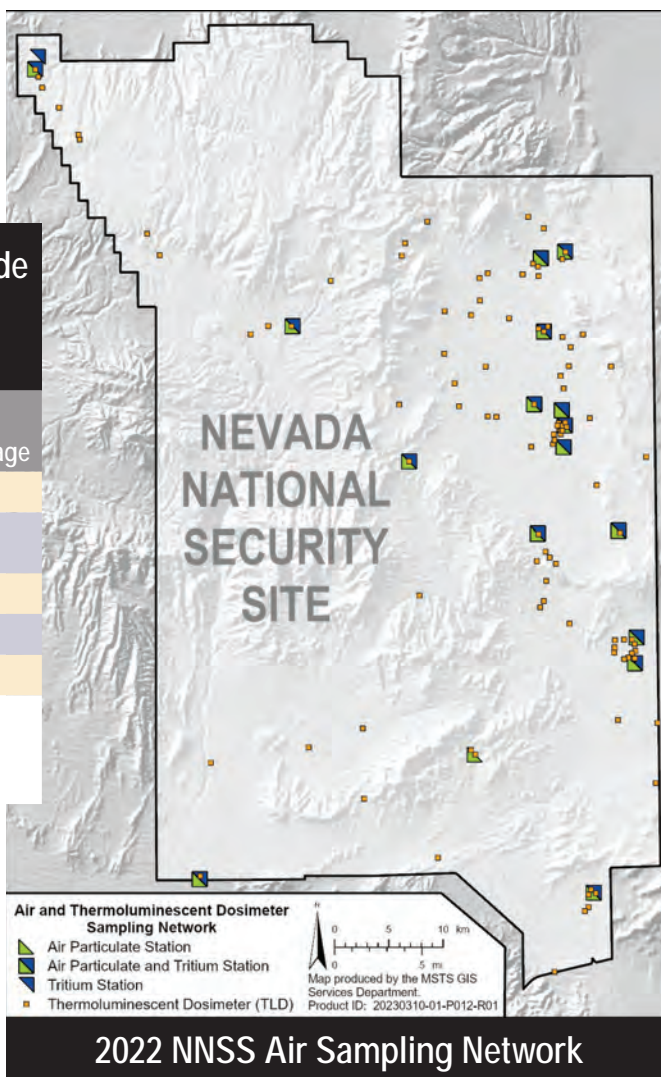 de
nge
NEVADA
NATIONAL
SECURITY
SITE
Air and Thermoluminescent Dosimeter
Sampling Network
Air Particulate Station
Air Particulate and Tritium Station
Tritium Station
Thermoluminescent Dosimeter (TLD)
N
0 5 10 km
0 5 mi
Map produced by the MSTS GIS
Services Department.
Product ID: 20230310-01-P012-R01
2022 NNSS Air Sampling Network